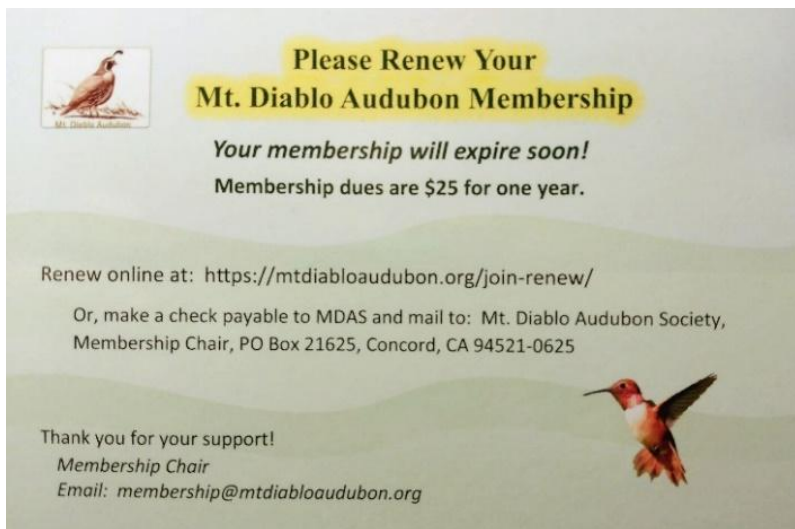 Please Renew Your
Mt. Diablo Audubon Membership
Mt. Diablo Audubon
Your membership will expire soon!
Membership dues are $25 for one year.
Renew online at: https://mtdiabloaudubon.org/join-renew/
Or, make a check payable to MDAS and mail to: Mt. Diablo Audubon Society,
Membership Chair, PO Box 21625, Concord, CA 94521-0625
Thank you for your support!
Membership Chair
Email: membership@mtdiabloaudubon.org